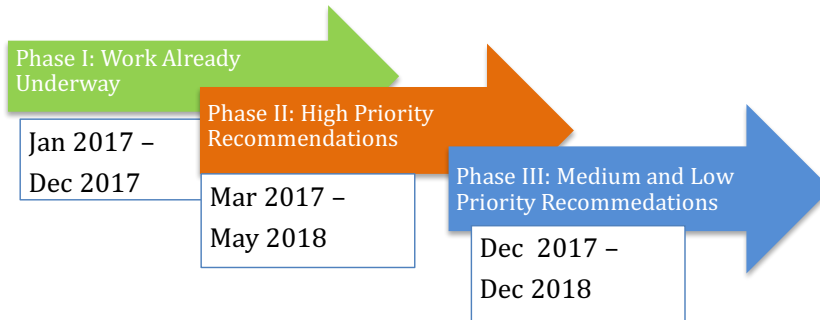 Phase I: Work Already
Underway
Jan 2017 –
Dec 2017
Phase II: High Priority
Recommendations
Mar 2017 –
May 2018
Phase III: Medium and Low
Priority Recommedations
Dec  2017 –
Dec 2018